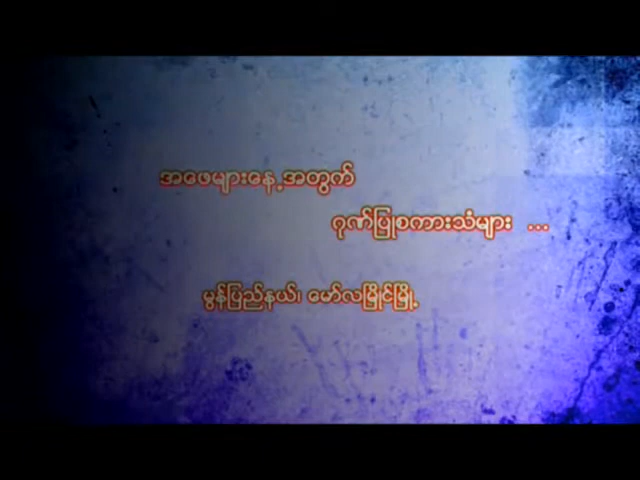 အဖေများနေ့အတွက်
ဂုဏ်ပြုစကားသံများ ...
မွန်ပြည်နယ်၊ မော်လမြိုင်မြို့